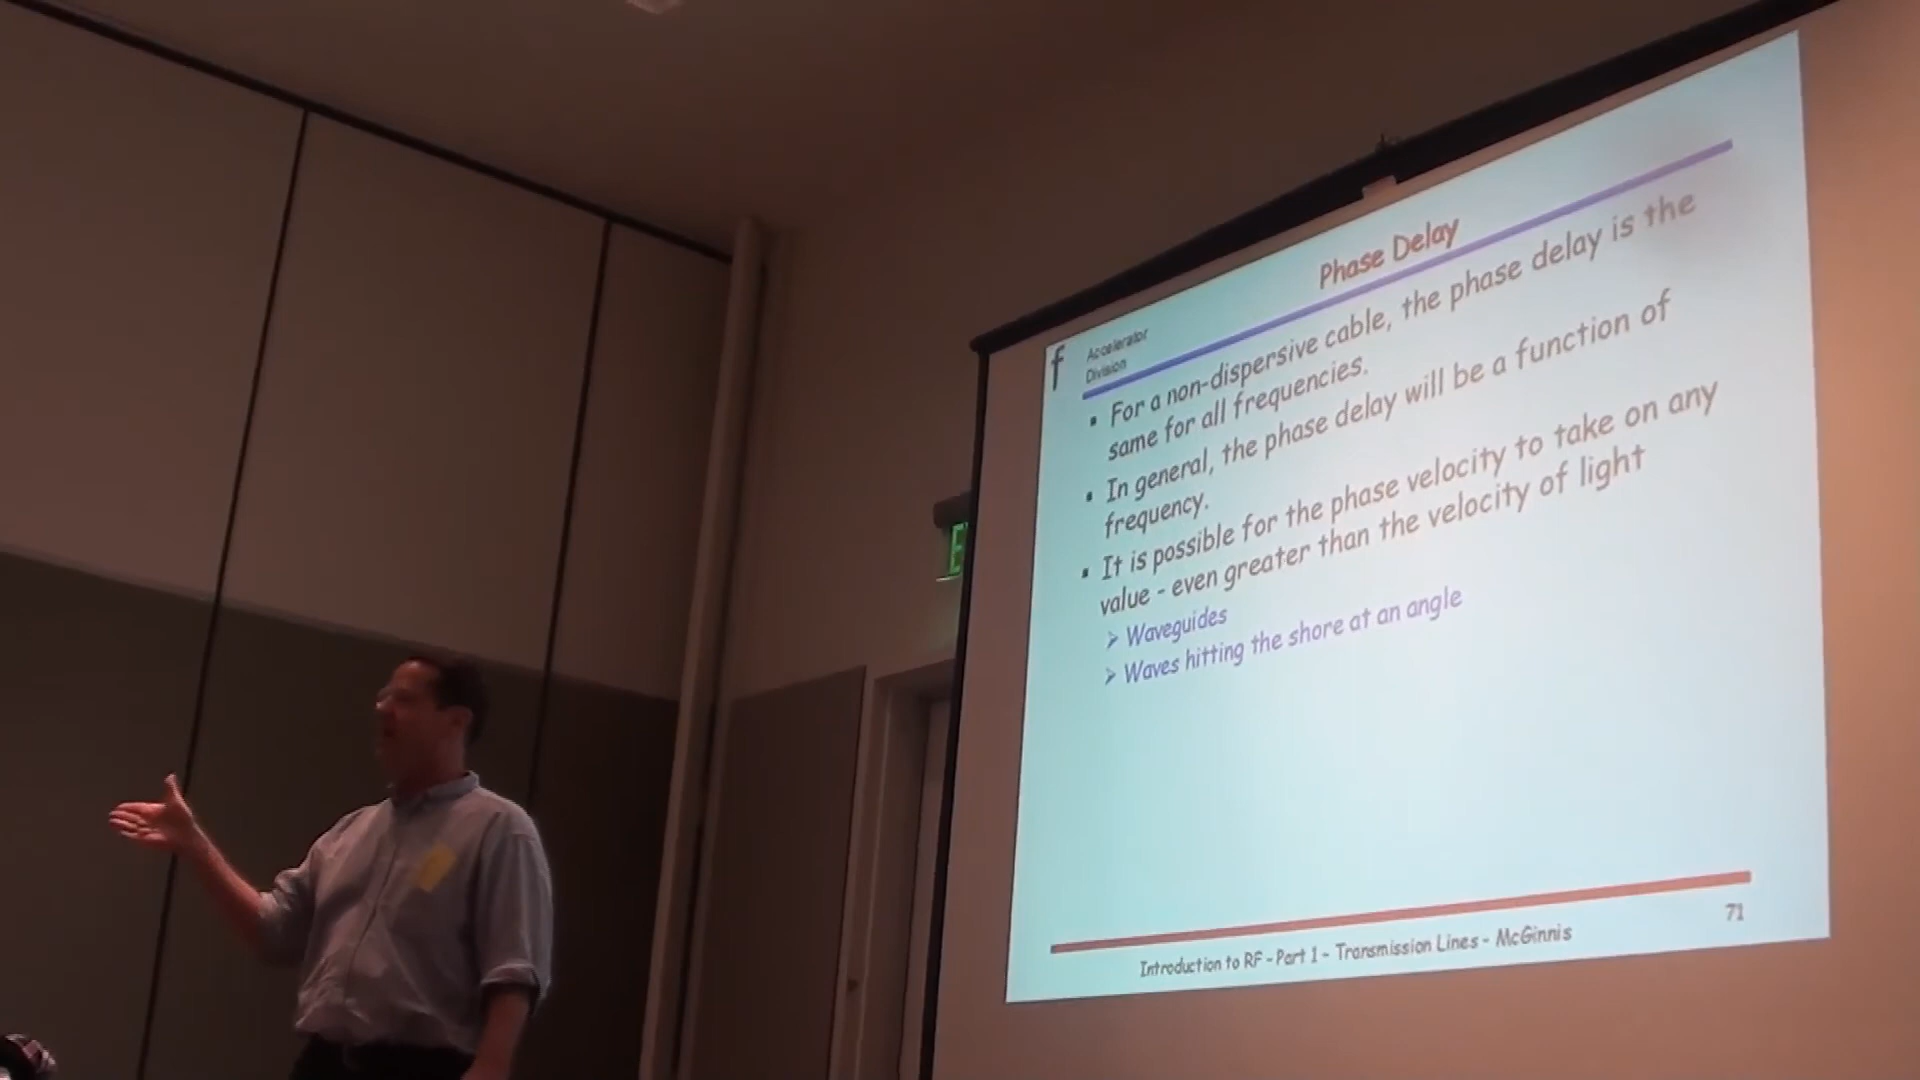 Phase Delay
f Accelerator
Division
▪ For a non-dispersive cable, the phase delay is the
same for all frequencies.
▪ In general, the phase delay will be a function of
frequency.
▪ It is possible for the phase velocity to take on any
value - even greater than the velocity of light
➢ Waveguides
➢ Waves hitting the shore at an angle
Introduction to RF - Part 1 - Transmission Lines - McGinnis
71
E